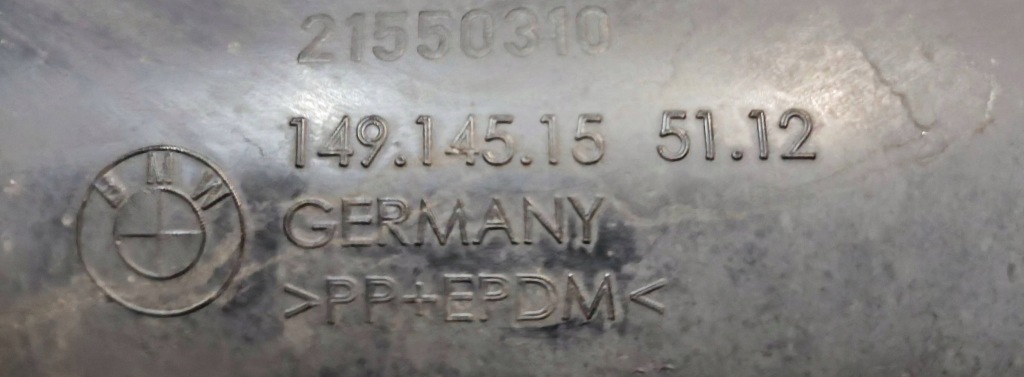 21550310
149.145.15 51.12
BMW
GERMANY
>PP+EPDM<